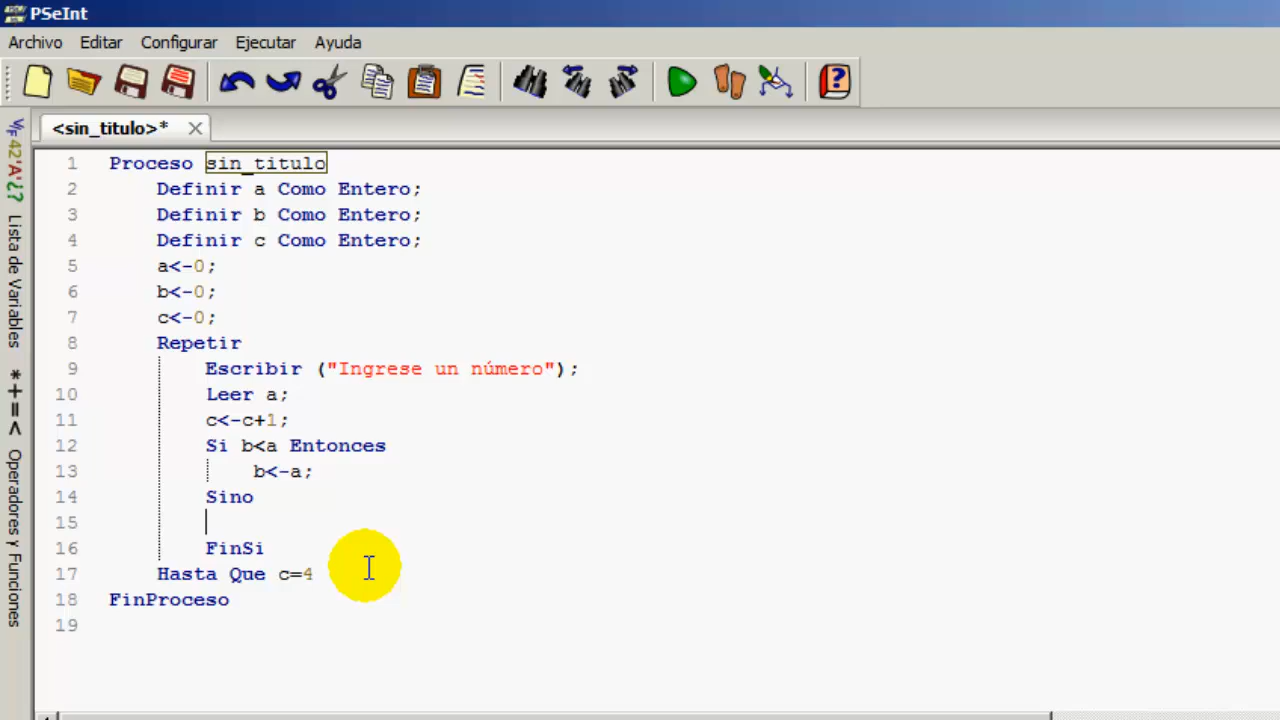 PSeInt
Archivo Editar Configurar Ejecutar Ayuda
<sin_titulo>*
1 Proceso sin_titulo
2 Definir a Como Entero;
3 Definir b Como Entero;
4 Definir c Como Entero;
5 a<-0;
6 b<-0;
7 c<-0;
8 Repetir
9 Escribir ("Ingrese un número");
10 Leer a;
11 c<-c+1;
12 Si b<a Entonces
13 b<-a;
14 Sino
15
16 FinSi
17 Hasta Que c=4
18 FinProceso
19
VF 42 'A' ¿? Lista de Variables
*+=< Operadores y Funciones